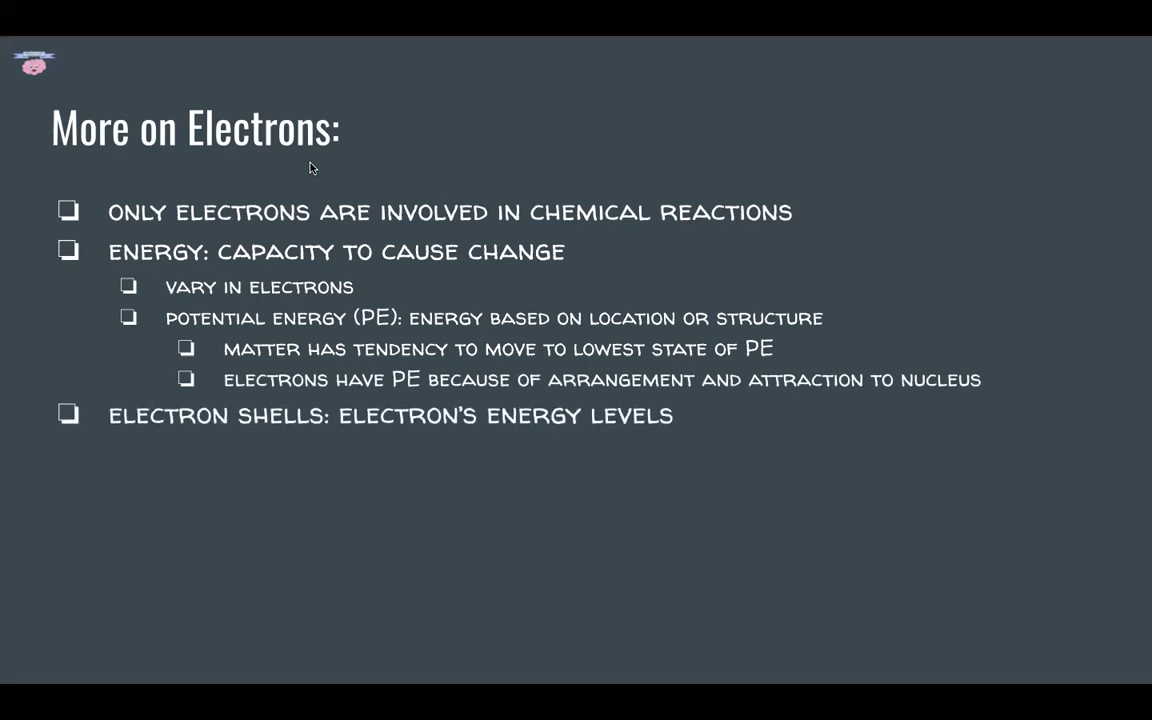 More on Electrons:
ONLY ELECTRONS ARE INVOLVED IN CHEMICAL REACTIONS
ENERGY: CAPACITY TO CAUSE CHANGE
VARY IN ELECTRONS
POTENTIAL ENERGY (PE): ENERGY BASED ON LOCATION OR STRUCTURE
MATTER HAS TENDENCY TO MOVE TO LOWEST STATE OF PE
ELECTRONS HAVE PE BECAUSE OF ARRANGEMENT AND ATTRACTION TO NUCLEUS
ELECTRON SHELLS: ELECTRON'S ENERGY LEVELS